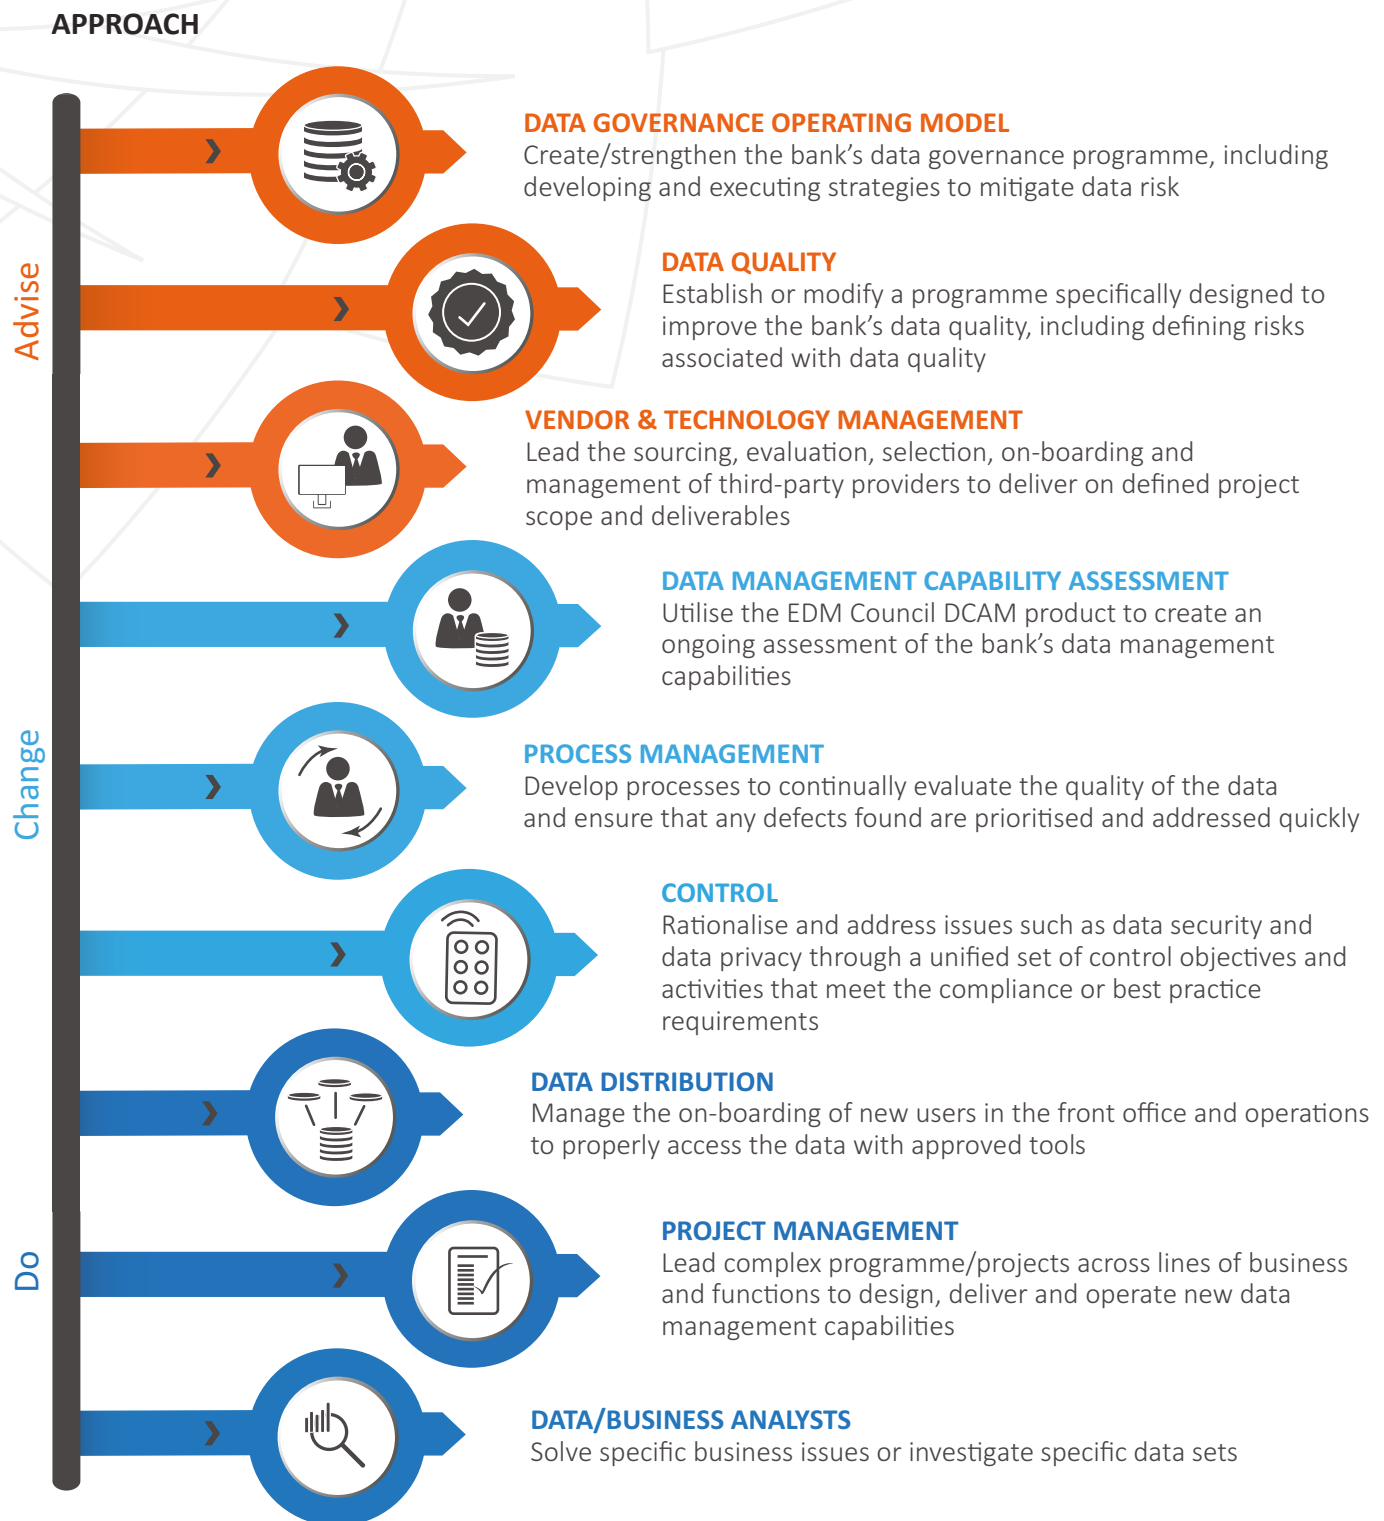 APPROACH
Advise
DATA GOVERNANCE OPERATING MODEL
Create/strengthen the bank’s data governance programme, including
developing and executing strategies to mitigate data risk
DATA QUALITY
Establish or modify a programme specifically designed to
improve the bank’s data quality, including defining risks
associated with data quality
VENDOR & TECHNOLOGY MANAGEMENT
Lead the sourcing, evaluation, selection, on-boarding and
management of third-party providers to deliver on defined project
scope and deliverables
Change
DATA MANAGEMENT CAPABILITY ASSESSMENT
Utilise the EDM Council DCAM product to create an
ongoing assessment of the bank’s data management
capabilities
PROCESS MANAGEMENT
Develop processes to continually evaluate the quality of the data
and ensure that any defects found are prioritised and addressed quickly
CONTROL
Rationalise and address issues such as data security and
data privacy through a unified set of control objectives and
activities that meet the compliance or best practice
requirements
Do
DATA DISTRIBUTION
Manage the on-boarding of new users in the front office and operations
to properly access the data with approved tools
PROJECT MANAGEMENT
Lead complex programme/projects across lines of business
and functions to design, deliver and operate new data
management capabilities
DATA/BUSINESS ANALYSTS
Solve specific business issues or investigate specific data sets